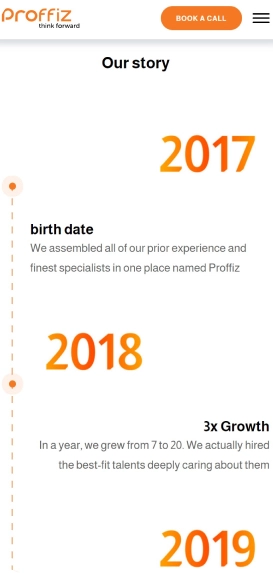 Proffiz
think forward
BOOK A CALL
Our story
2017
birth date
We assembled all of our prior experience and
finest specialists in one place named Proffiz
2018
3x Growth
In a year, we grew from 7 to 20. We actually hired
the best-fit talents deeply caring about them
2019